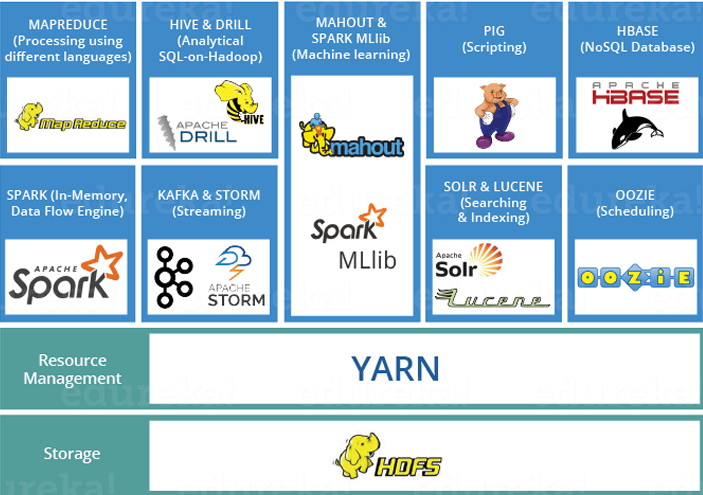 MAPREDUCE
(Processing using
different languages)
Map Reduce
HIVE & DRILL
(Analytical
SQL-on-Hadoop)
HIVE
APACHE
DRILL
MAHOUT &
SPARK MLlib
(Machine learning)
mahout
Spark
MLlib
PIG
(Scripting)
HBASE
(NoSQL Database)
APACHE
HBASE
SPARK (In-Memory,
Data Flow Engine)
APACHE
Spark
KAFKA & STORM
(Streaming)
APACHE
STORM
SOLR & LUCENE
(Searching
& Indexing)
Apache
Solr
Lucene
OOZIE
(Scheduling)
OOZiE
Resource
Management
YARN
edureka!
Storage
HDFS
edureka!